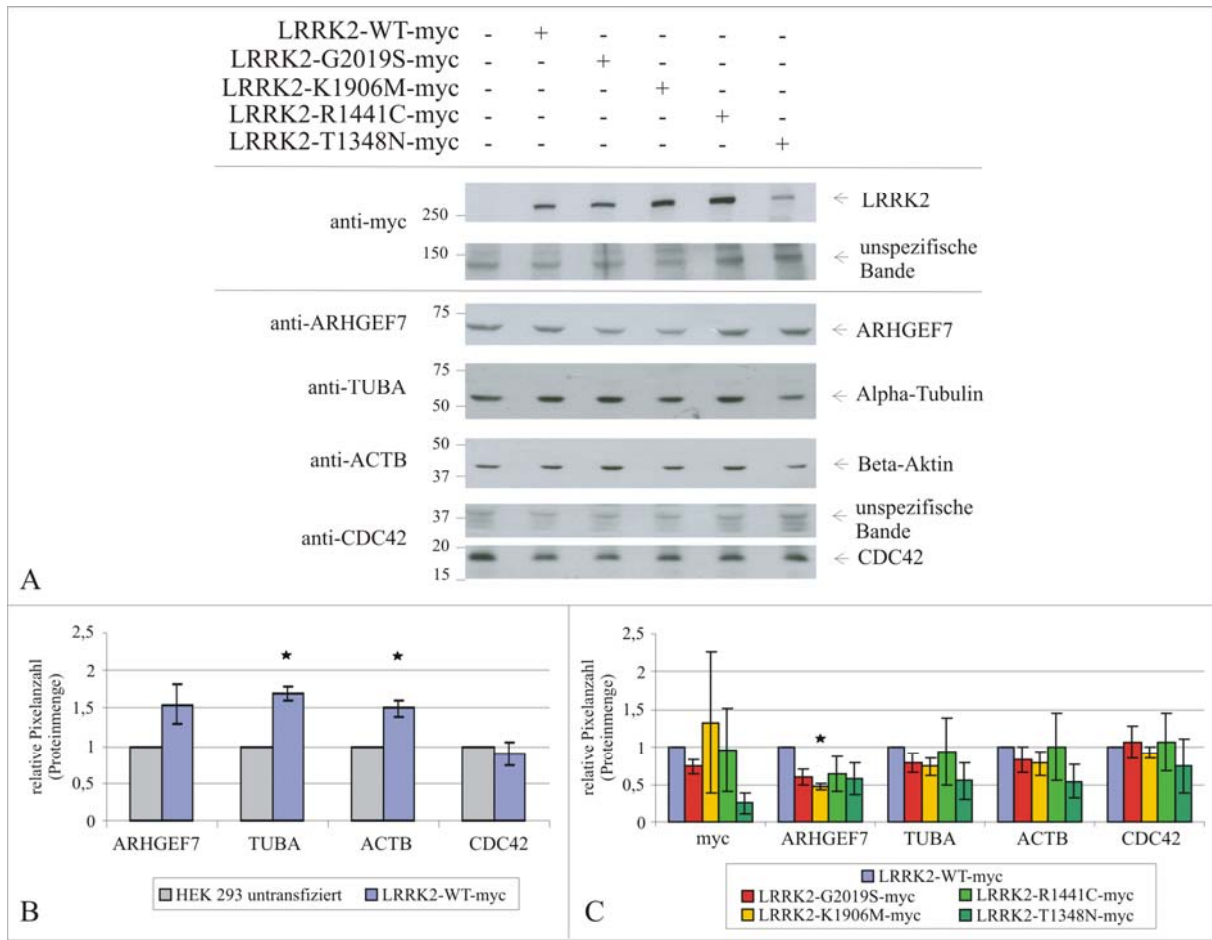 LRRK2-WT-myc - + - - - -
LRRK2-G2019S-myc - - + - - -
LRRK2-K1906M-myc - - - + - -
LRRK2-R1441C-myc - - - - + -
LRRK2-T1348N-myc - - - - - +
anti-myc
250
LRRK2
150
unspezifische
Bande
anti-ARHGEF7
75
ARHGEF7
anti-TUBA
75
50
Alpha-Tubulin
anti-ACTB
50
37
Beta-Aktin
anti-CDC42
37
unspezifische
Bande
20
15
CDC42
A
relative Pixelanzahl
(Proteinmenge)
2,5
2
1,5
1
0,5
0
ARHGEF7 TUBA ACTB CDC42
HEK 293 untransfiziert LRRK2-WT-myc
B
relative Pixelanzahl
(Proteinmenge)
2,5
2
1,5
1
0,5
0
myc ARHGEF7 TUBA ACTB CDC42
LRRK2-WT-myc
LRRK2-G2019S-myc LRRK2-R1441C-myc
LRRK2-K1906M-myc LRRK2-T1348N-myc
C